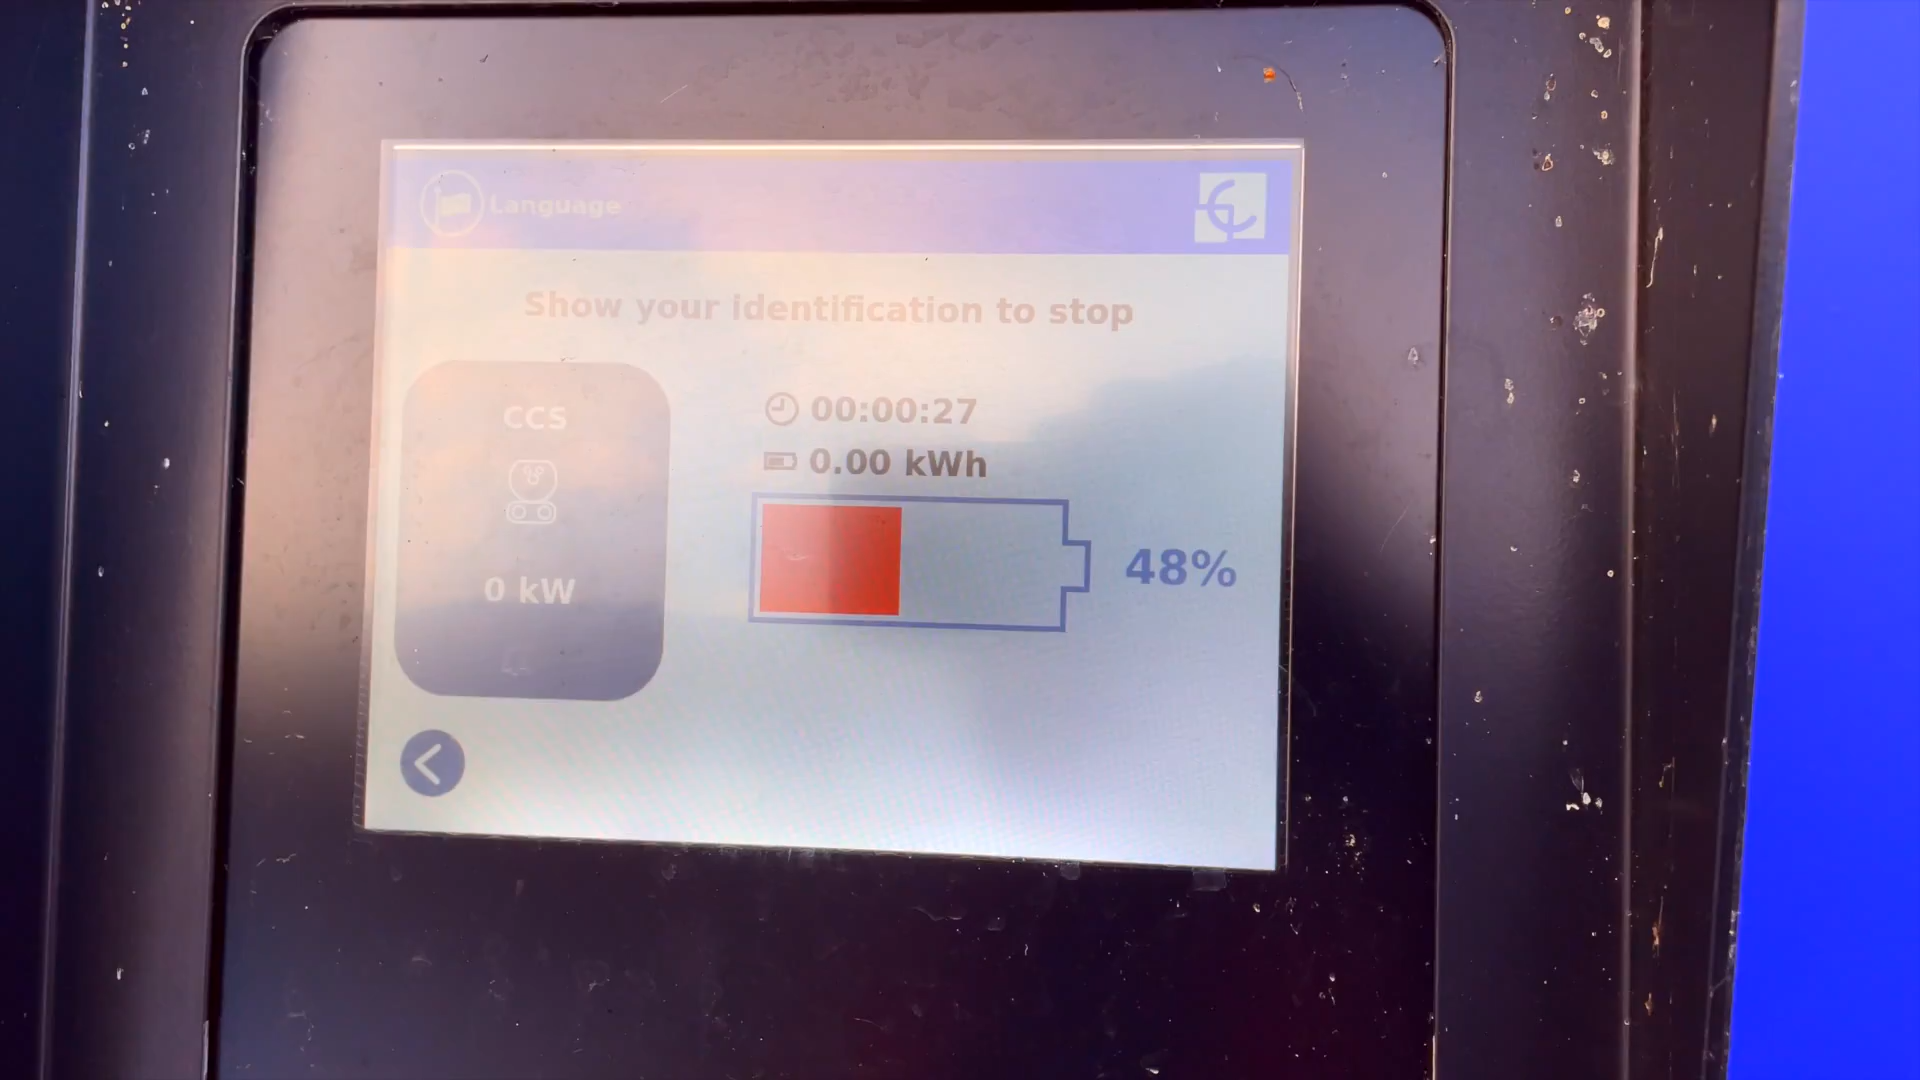 Language
Show your identification to stop
CCS
00:00:27
0.00 kWh
0 kW
48%